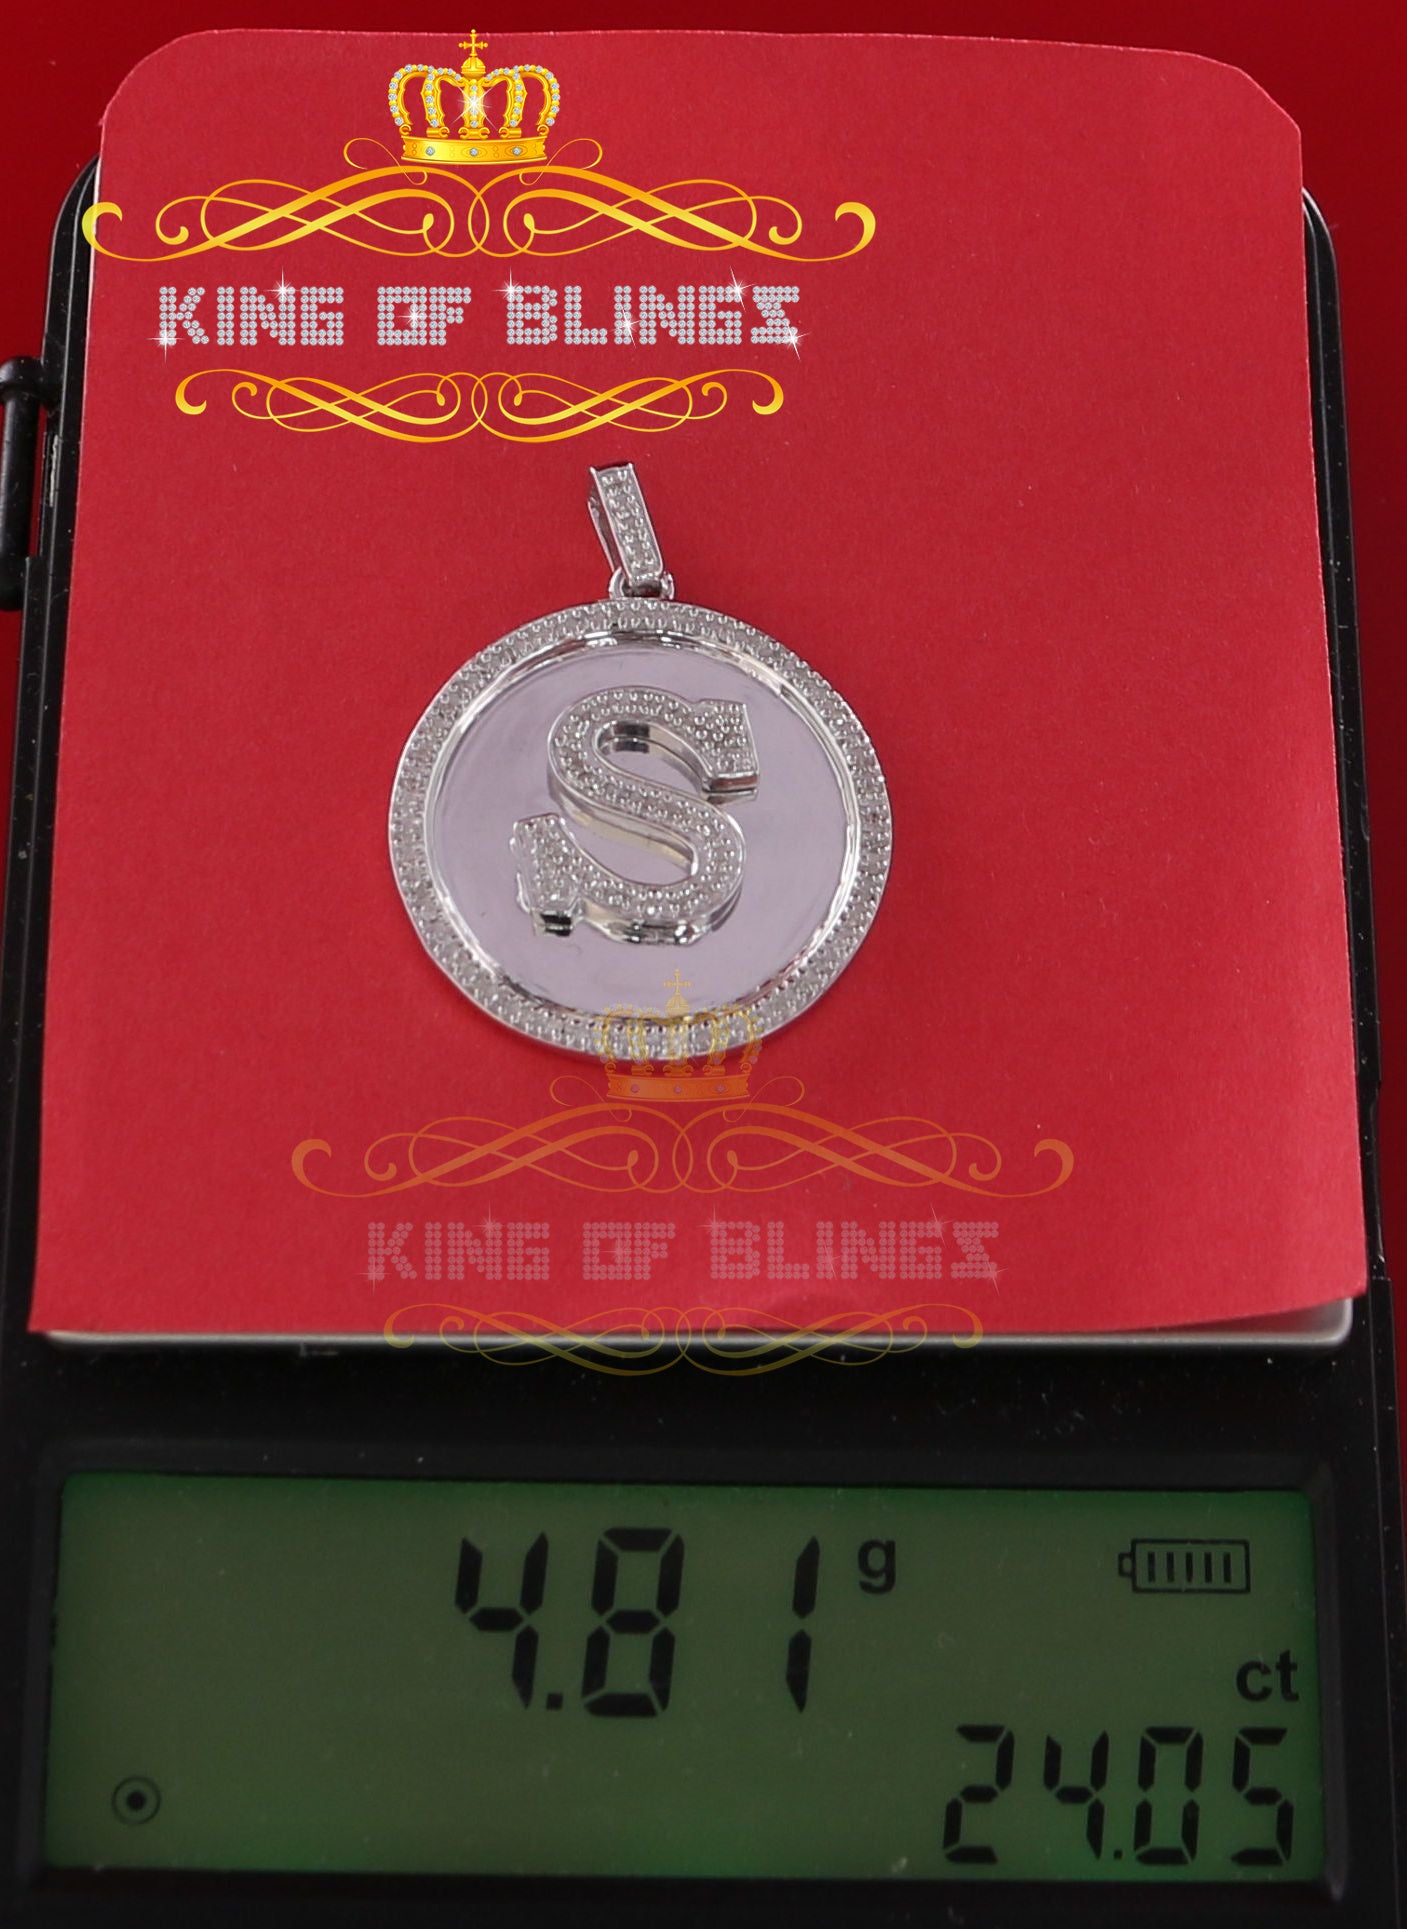 KING OF BLINGS
S
KING OF BLINGS
4.81 g
ct
24.05